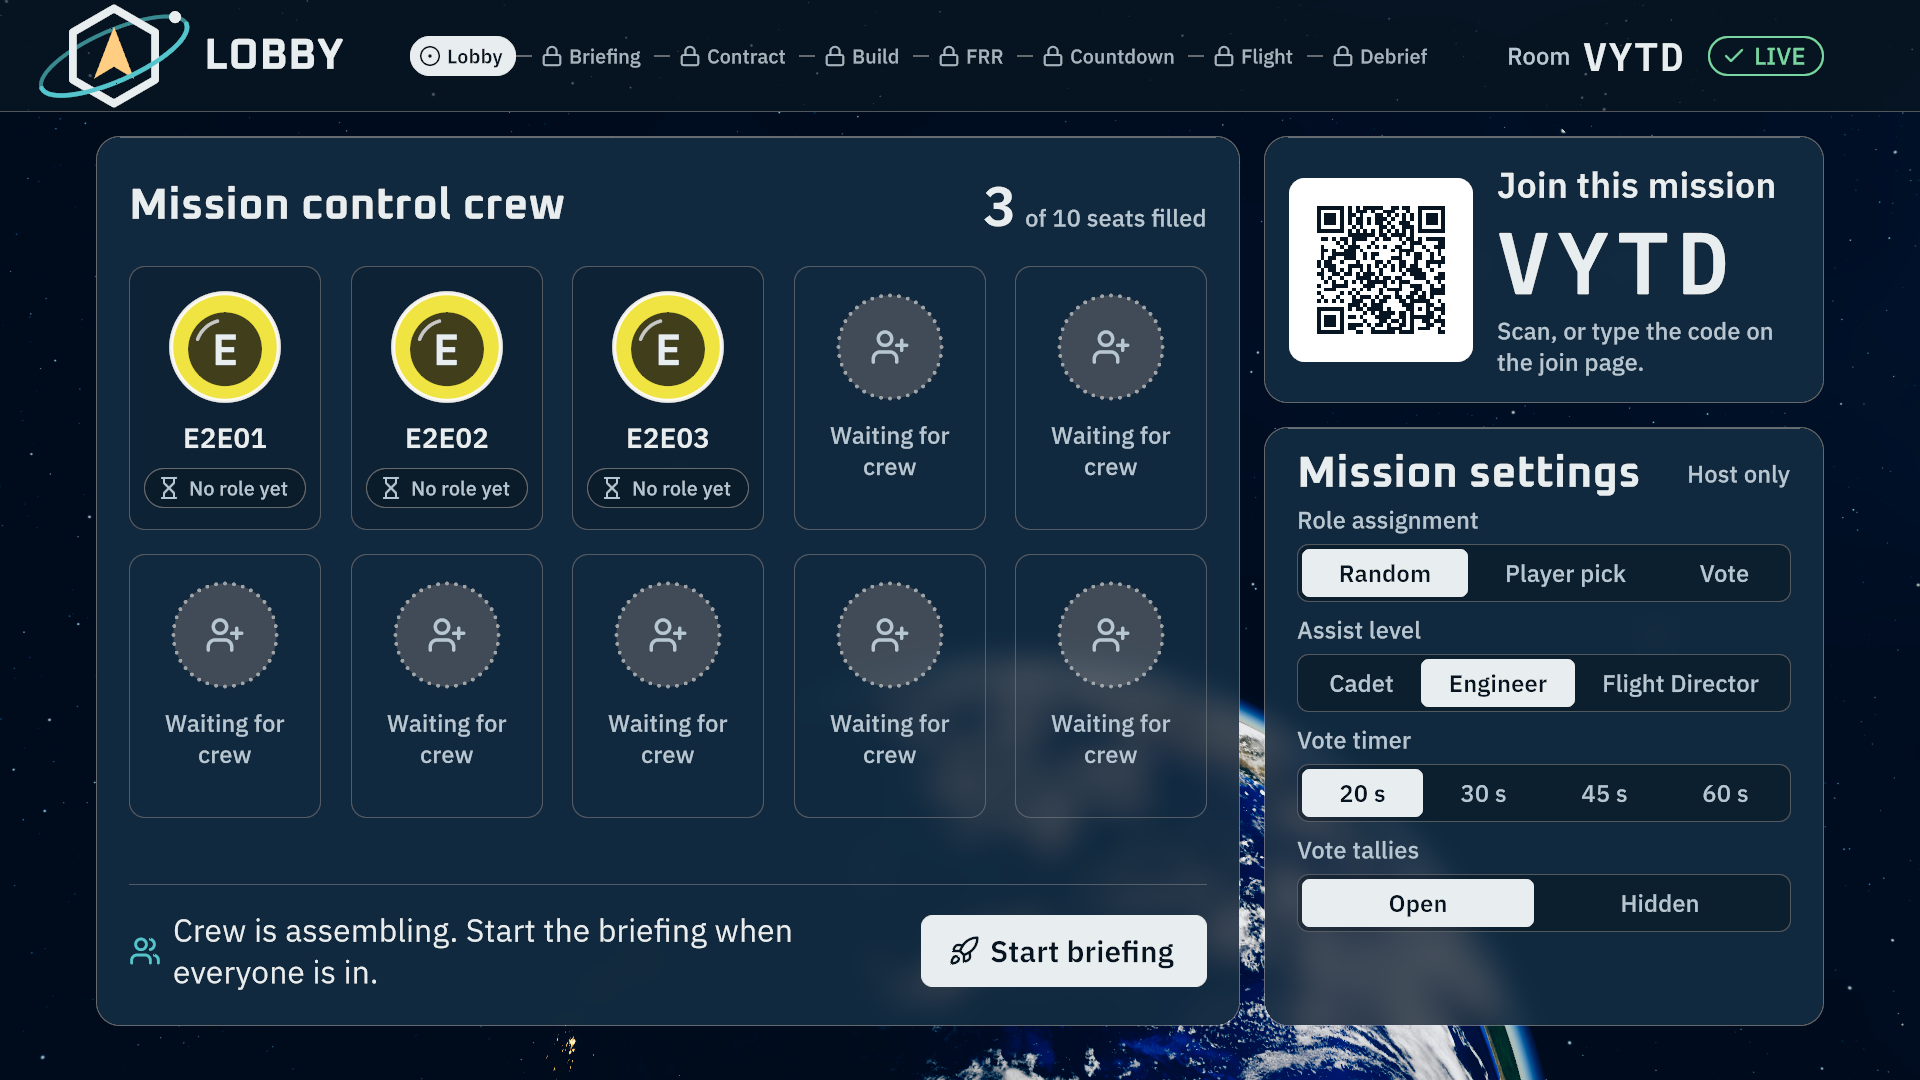 LOBBY
Lobby — Briefing — Contract — Build — FRR — Countdown — Flight — Debrief
Room VYTD
LIVE
Mission control crew
3 of 10 seats filled
E
E2E01
No role yet
E
E2E02
No role yet
E
E2E03
No role yet
Waiting for
crew
Waiting for
crew
Waiting for
crew
Waiting for
crew
Waiting for
crew
Waiting for
crew
Waiting for
crew
Crew is assembling. Start the briefing when
everyone is in.
Start briefing
Join this mission
VYTD
Scan, or type the code on
the join page.
Mission settings
Host only
Role assignment
Random Player pick Vote
Assist level
Cadet Engineer Flight Director
Vote timer
20 s 30 s 45 s 60 s
Vote tallies
Open Hidden